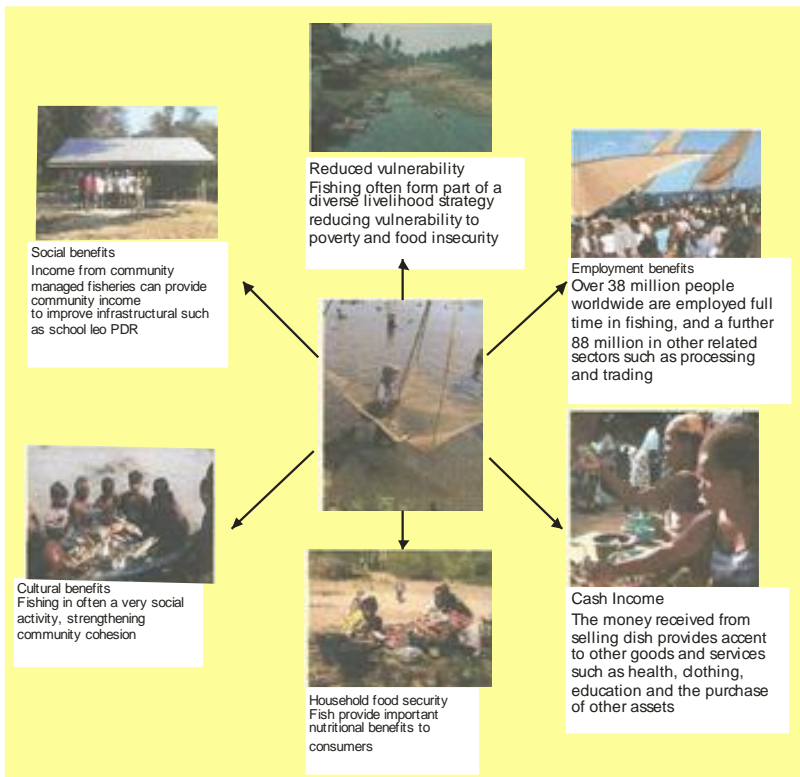 Reduced vulnerability
Fishing often form part of a
diverse livelihood strategy
reducing vulnerability to
poverty and food insecurity
Social benefits
Income from community
managed fisheries can provide
community income
to improve infrastructural such
as school leo PDR
Employment benefits
Over 38 million people
worldwide are employed full
time in fishing, and a further
88 million in other related
sectors such as processing
and trading
Cultural benefits
Fishing in often a very social
activity, strengthening
community cohesion
Household food security
Fish provide important
nutritional benefits to
consumers
Cash Income
The money received from
selling dish provides accent
to other goods and services
such as health, clothing,
education and the purchase
of other assets